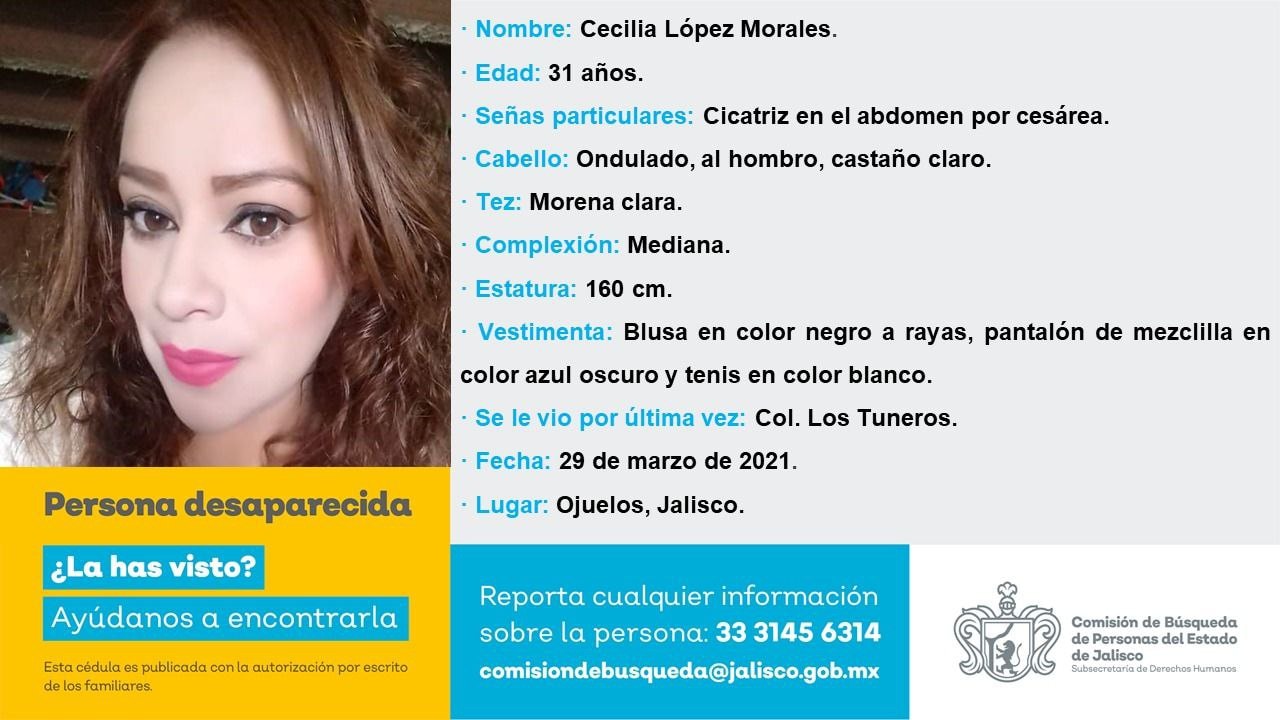 · Nombre: Cecilia López Morales.
· Edad: 31 años.
· Señas particulares: Cicatriz en el abdomen por cesárea.
· Cabello: Ondulado, al hombro, castaño claro.
· Tez: Morena clara.
· Complexión: Mediana.
· Estatura: 160 cm.
· Vestimenta: Blusa en color negro a rayas, pantalón de mezclilla en
color azul oscuro y tenis en color blanco.
· Se le vio por última vez: Col. Los Tuneros.
· Fecha: 29 de marzo de 2021.
· Lugar: Ojuelos, Jalisco.
Persona desaparecida
¿La has visto?
Ayúdanos a encontrarla
Esta cédula es publicada con la autorización por escrito
de los familiares.
Reporta cualquier información
sobre la persona: 33 3145 6314
comisiondebusqueda@jalisco.gob.mx
Comisión de Búsqueda
de Personas del Estado
de Jalisco
Subsecretaría de Derechos Humanos